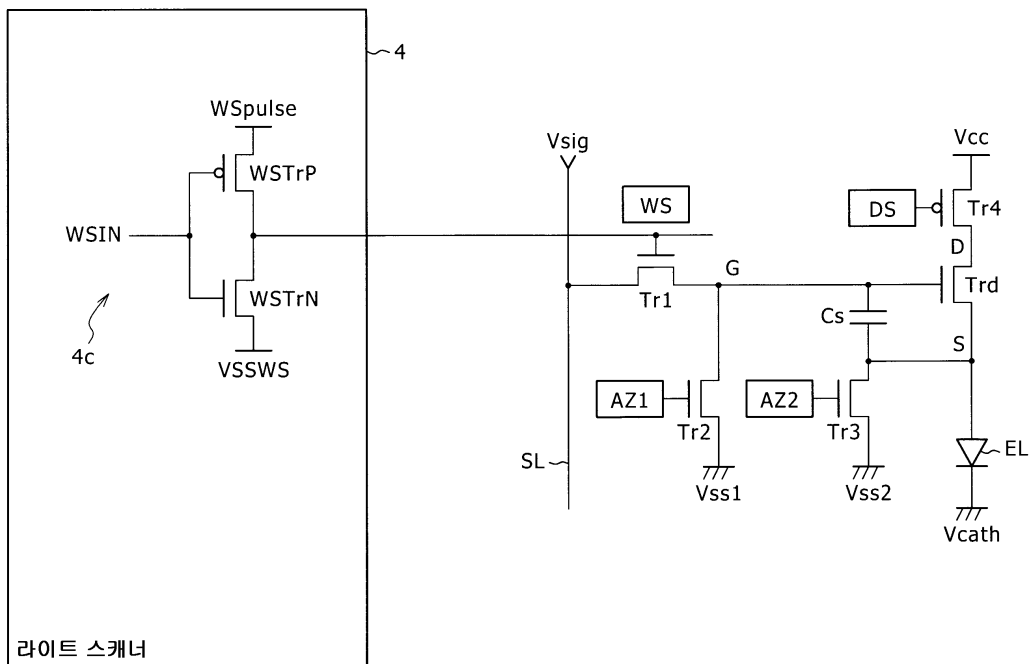 4
WSpulse
WSTrP
WSIN
WSTrN
VSSWS
4c
라이트 스캐너
Vsig
WS
Vcc
DS
Tr4
D
G
Trd
Tr1
Cs
S
AZ1
AZ2
Tr2
Tr3
SL
EL
Vss1
Vss2
Vcath